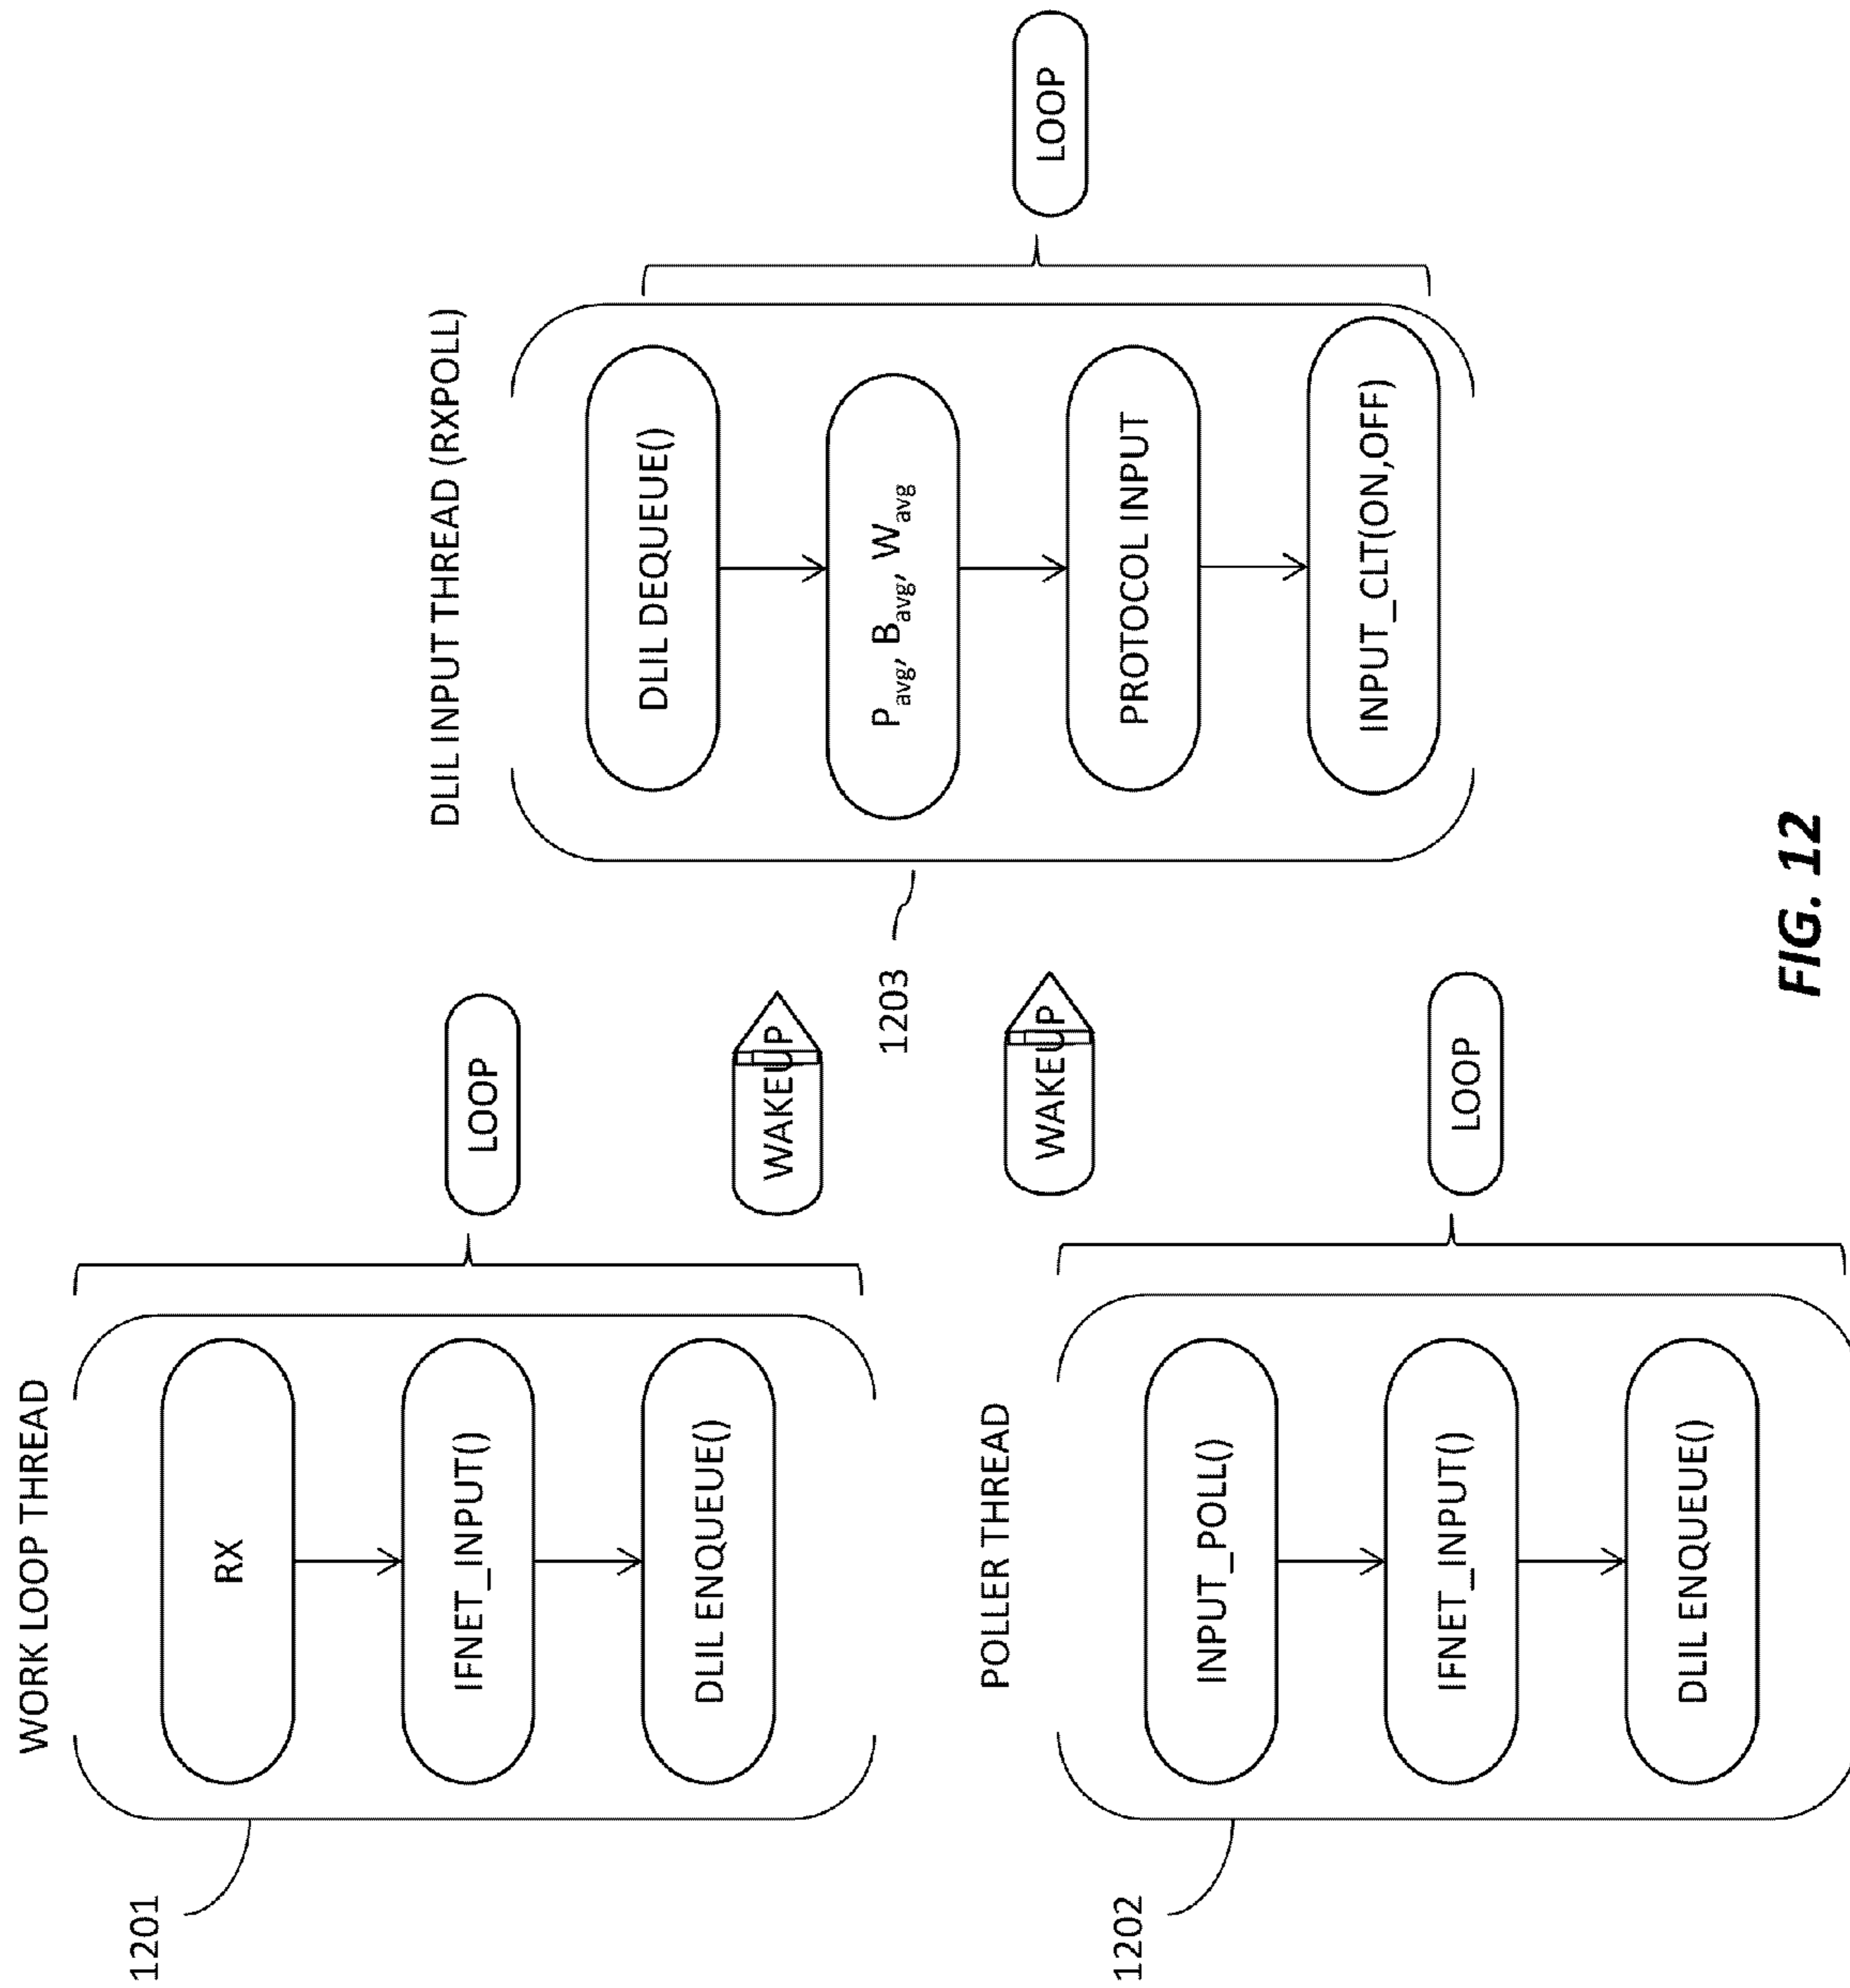 WORK LOOP THREAD
1201
RX
IFNET_INPUT()
DLIL ENQUEUE()
LOOP
WAKEUP
POLLER THREAD
1202
INPUT_POLL()
IFNET_INPUT()
DLIL ENQUEUE()
LOOP
WAKEUP
DLIL INPUT THREAD (RXPOLL)
1203
DLIL DEQUEUE()
Pavg, Bavg, Wavg
PROTOCOL INPUT
INPUT_CLT(ON,OFF)
LOOP
FIG. 12